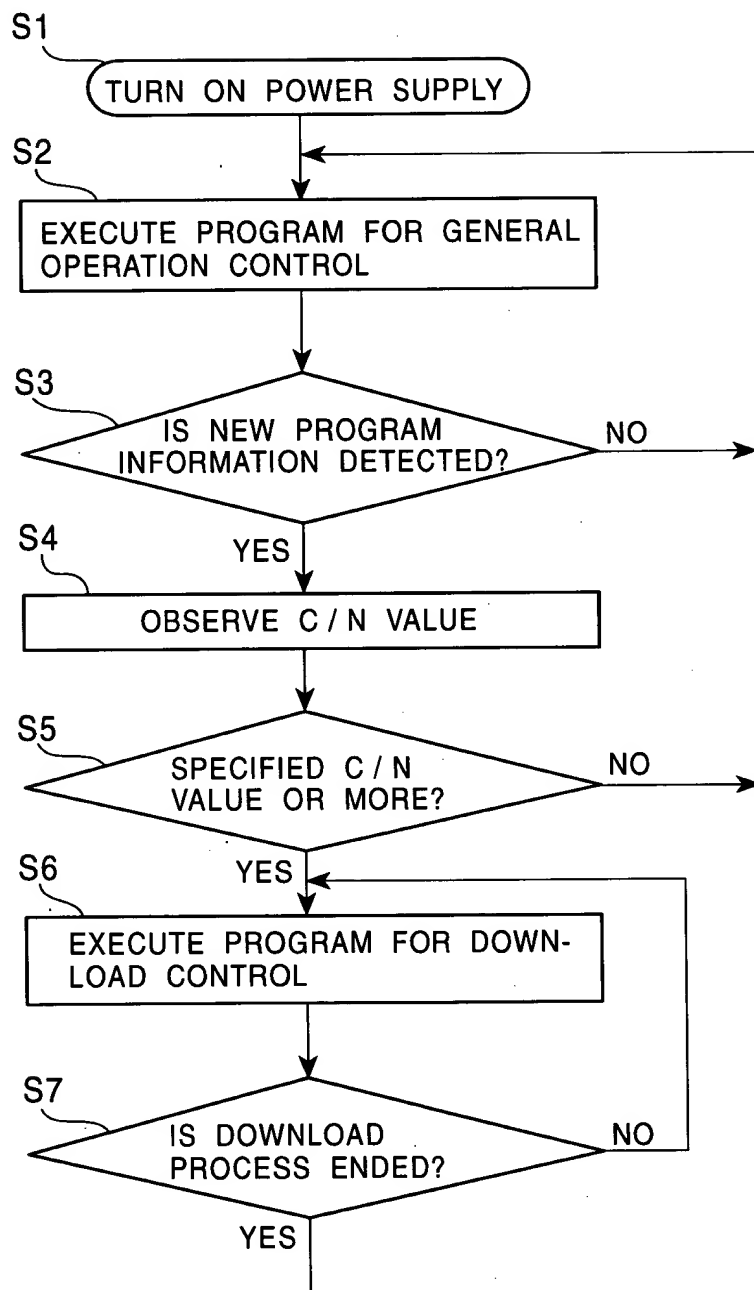 S1
TURN ON POWER SUPPLY
S2
EXECUTE PROGRAM FOR GENERAL
OPERATION CONTROL
S3
IS NEW PROGRAM
INFORMATION DETECTED?
NO
YES
S4
OBSERVE C / N VALUE
S5
SPECIFIED C / N
VALUE OR MORE?
NO
YES
S6
EXECUTE PROGRAM FOR DOWN-
LOAD CONTROL
S7
IS DOWNLOAD
PROCESS ENDED?
NO
YES